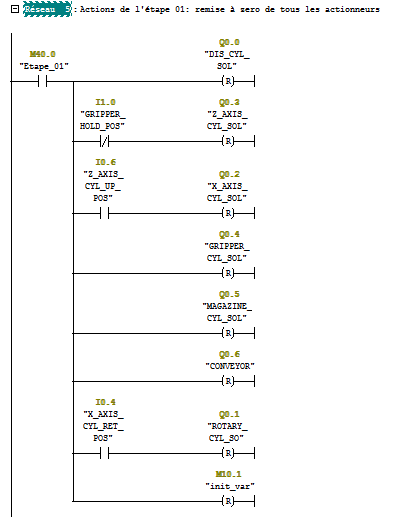 Réseau 5: Actions de l'étape 01: remise à zero de tous les actionneurs
Q0.0
M40.0 "DIS_CYL_
"Etape_01" SOL"
(R)
I1.0 Q0.3
"GRIPPER_ "Z_AXIS_
HOLD_POS" CYL_SOL"
/ (R)
I0.6
"Z_AXIS_ Q0.2
CYL_UP_ "X_AXIS_
POS" CYL_SOL"
(R)
Q0.4
"GRIPPER_
CYL_SOL"
(R)
Q0.5
"MAGAZINE_
CYL_SOL"
(R)
Q0.6
"CONVEYOR"
(R)
I0.4
"X_AXIS_ Q0.1
CYL_RET_ "ROTARY_
POS" CYL_SO"
(R)
M10.1
"init_var"
(R)